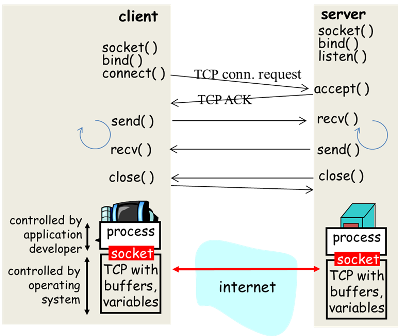 client
server
socket()
bind()
connect()
socket()
bind()
listen()
TCP conn. request
accept()
TCP ACK
send()
recv()
recv()
send()
close()
close()
controlled by
application
developer
process
process
socket
socket
controlled by
operating
system
TCP with
buffers,
variables
internet
TCP with
buffers,
variables